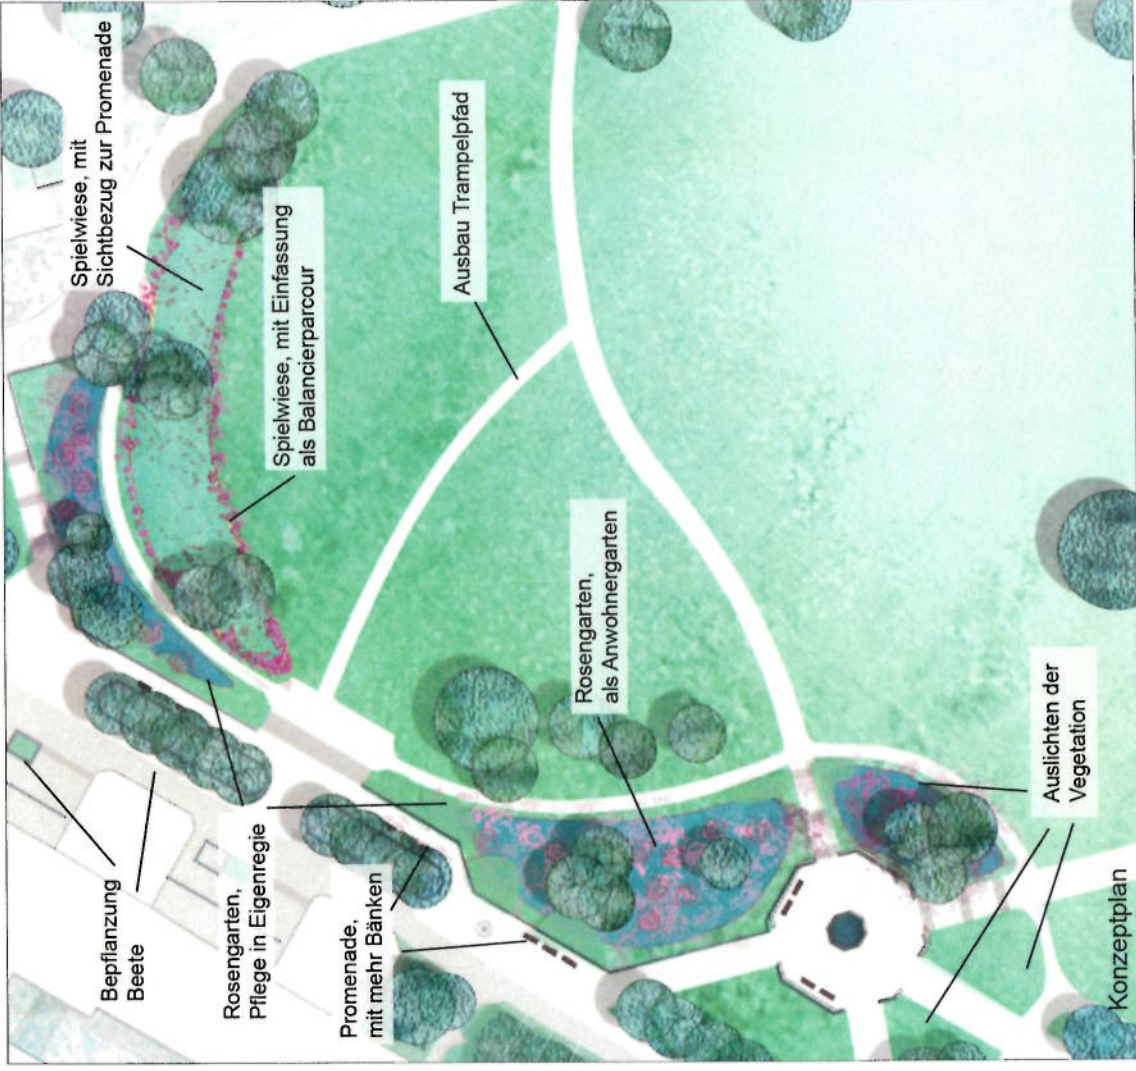 Spielwiese, mit
Sichtbezug zur Promenade
Spielwiese, mit Einfassung
als Balancierparcour
Ausbau Trampelpfad
Rosengarten,
als Anwohnergarten
Bepflanzung
Beete
Rosengarten,
Pflege in Eigenregie
Promenade,
mit mehr Bänken
Auslichten der
Vegetation
Konzeptplan